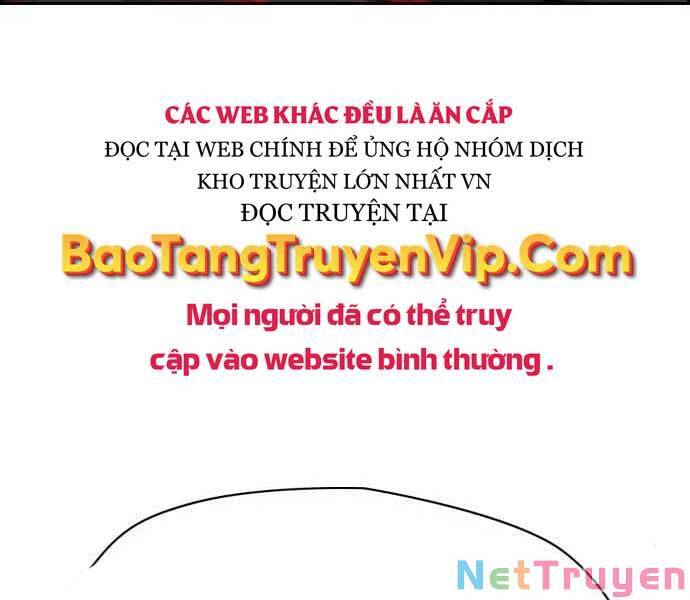 CÁC WEB KHÁC ĐỀU LÀ ĂN CẮP
ĐỌC TẠI WEB CHÍNH ĐỂ ỦNG HỘ NHÓM DỊCH
KHO TRUYỆN LỚN NHẤT VN
ĐỌC TRUYỆN TẠI
BaoTangTruyenVip.Com
Mọi người đã có thể truy
cập vào website bình thường .
NetTruyen